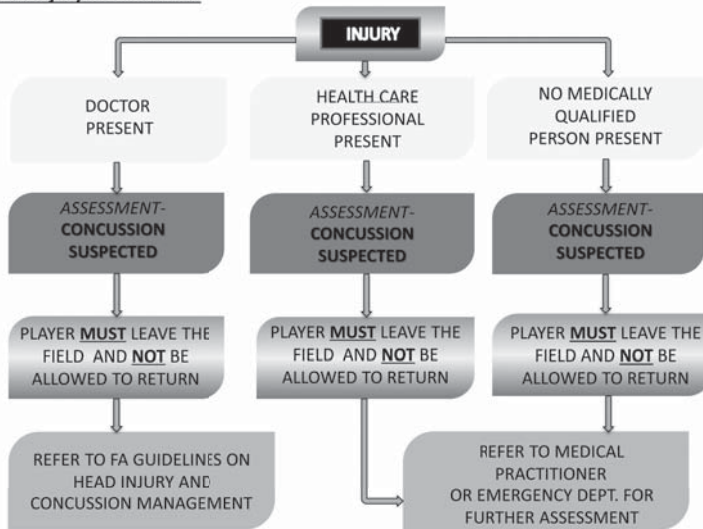 INJURY
DOCTOR
PRESENT
HEALTH CARE
PROFESSIONAL
PRESENT
NO MEDICALLY
QUALIFIED
PERSON PRESENT
ASSESSMENT-
CONCUSSION
SUSPECTED
ASSESSMENT-
CONCUSSION
SUSPECTED
ASSESSMENT-
CONCUSSION
SUSPECTED
PLAYER MUST LEAVE THE
FIELD AND NOT BE
ALLOWED TO RETURN
PLAYER MUST LEAVE THE
FIELD AND NOT BE
ALLOWED TO RETURN
PLAYER MUST LEAVE THE
FIELD AND NOT BE
ALLOWED TO RETURN
REFER TO FA GUIDELINES ON
HEAD INJURY AND
CONCUSSION MANAGEMENT
REFER TO MEDICAL
PRACTITIONER
OR EMERGENCY DEPT. FOR
FURTHER ASSESSMENT